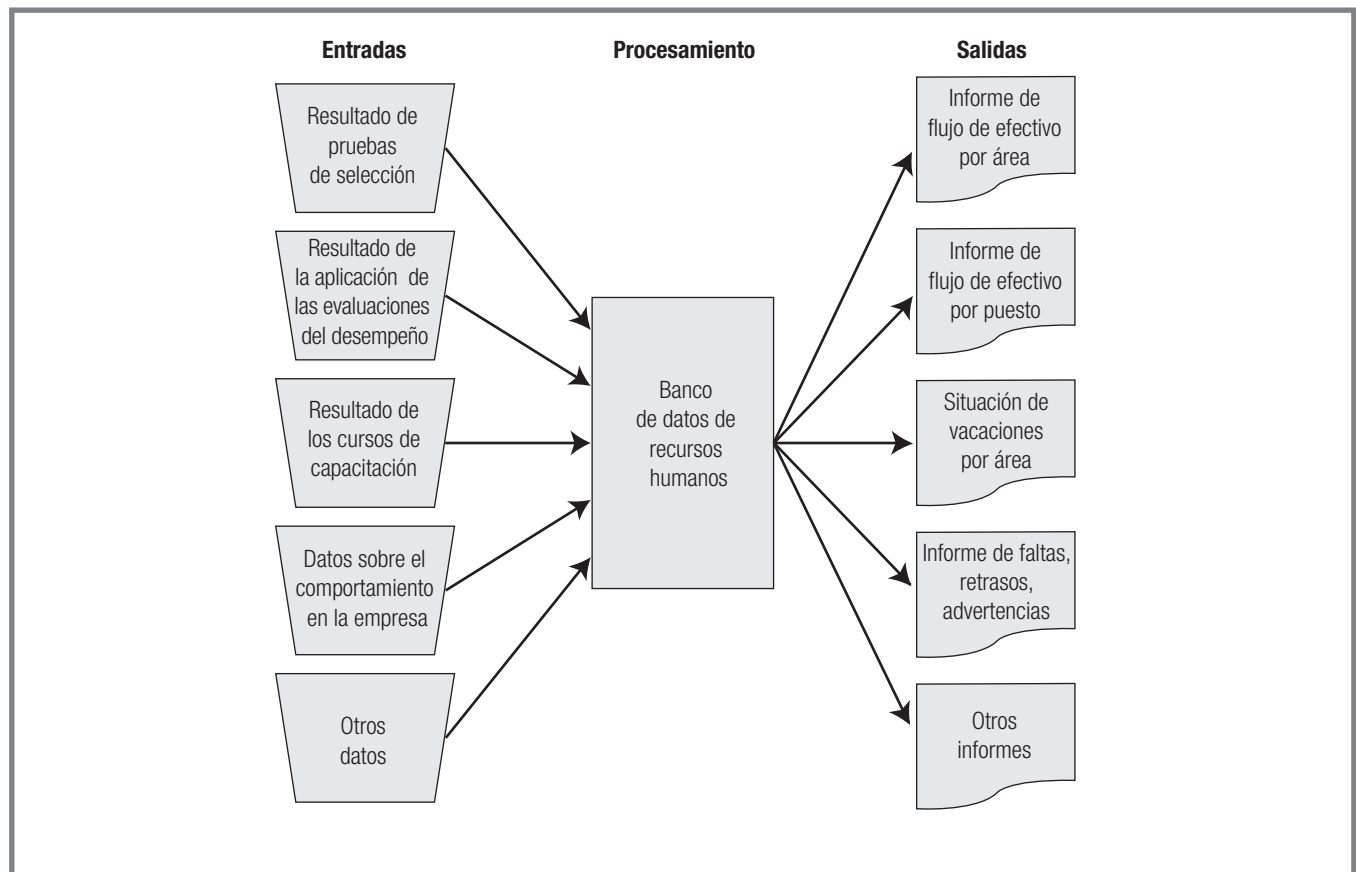 Entradas
Procesamiento
Salidas
Resultado de
pruebas
de selección
Resultado de
la aplicación de
las evaluaciones
del desempeño
Resultado de
los cursos de
capacitación
Datos sobre el
comportamiento
en la empresa
Otros
datos
Banco
de datos de
recursos
humanos
Informe de
flujo de efectivo
por área
Informe de
flujo de efectivo
por puesto
Situación de
vacaciones
por área
Informe de faltas,
retrasos,
advertencias
Otros
informes